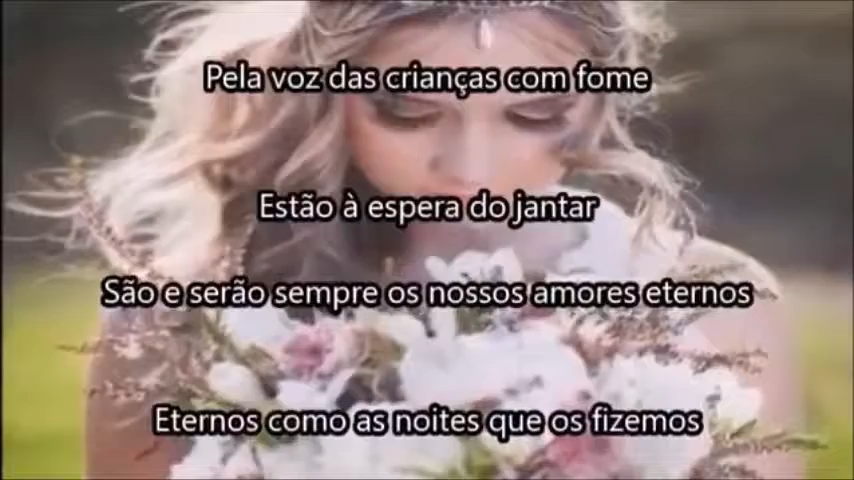 Pela voz das crianças com fome
Estão à espera do jantar
São e serão sempre os nossos amores eternos
Eternos como as noites que os fizemos